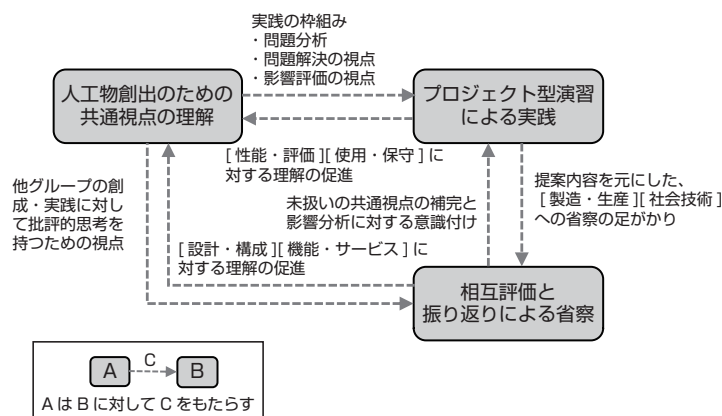 実践の枠組み
・問題分析
・問題解決の視点
・影響評価の視点
人工物創出のための
共通視点の理解
プロジェクト型演習
による実践
[ 性能・評価 ][ 使用・保守 ] に
対する理解の促進
他グループの創
成・実践に対し
て批評的思考を
持つための視点
未扱いの共通視点の補完と
影響分析に対する意識付け
提案内容を元にした、
[ 製造・生産 ][ 社会技術 ]
への省察の足がかり
[ 設計・構成 ][ 機能・サービス ] に
対する理解の促進
相互評価と
振り返りによる省察
A C B
A は B に対して C をもたらす